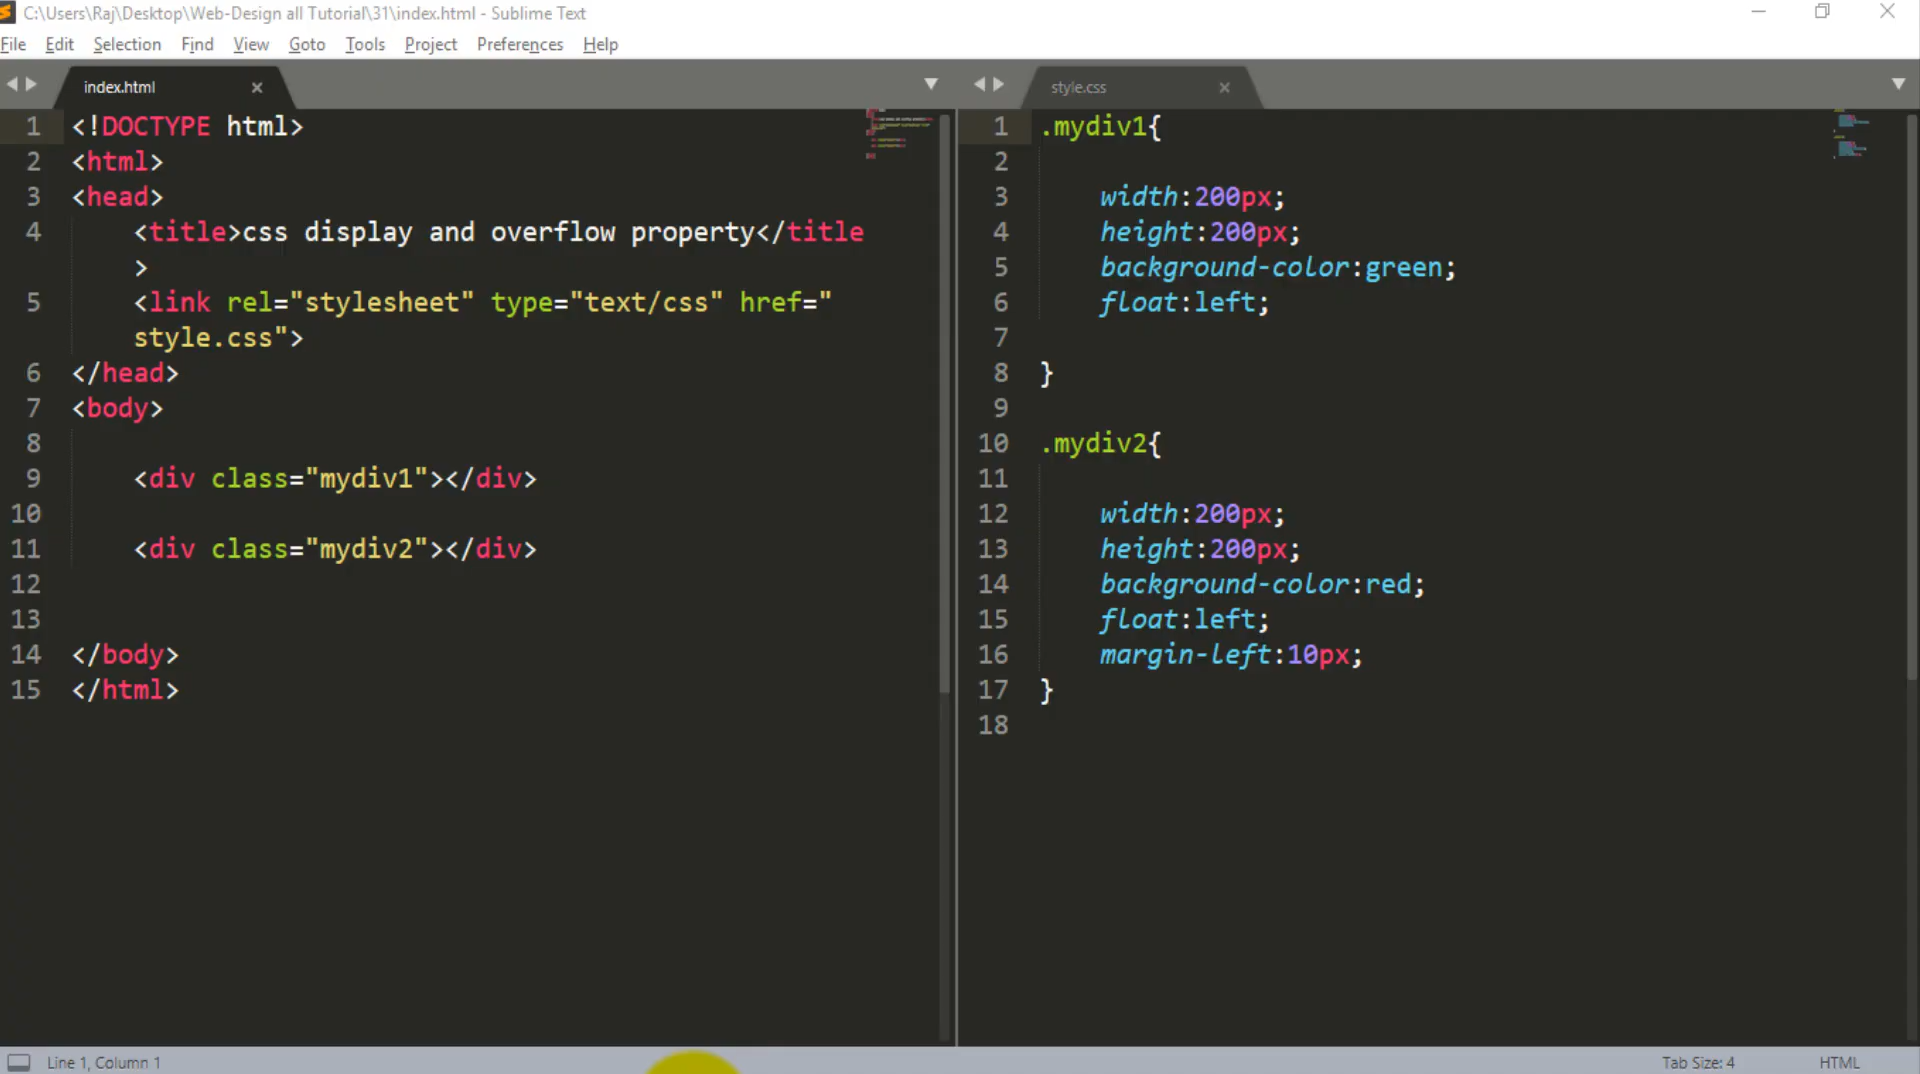 C:\Users\Raj\Desktop\Web-Design all Tutorial\31\index.html - Sublime Text
File Edit Selection Find View Goto Tools Project Preferences Help
index.html
1 <!DOCTYPE html>
2 <html>
3 <head>
4 <title>css display and overflow property</title
>
5 <link rel="stylesheet" type="text/css" href="
style.css">
6 </head>
7 <body>
8
9 <div class="mydiv1"></div>
10
11 <div class="mydiv2"></div>
12
13
14 </body>
15 </html>
style.css
1 .mydiv1{
2
3 width:200px;
4 height:200px;
5 background-color:green;
6 float:left;
7
8 }
9
10 .mydiv2{
11
12 width:200px;
13 height:200px;
14 background-color:red;
15 float:left;
16 margin-left:10px;
17 }
18
Line 1, Column 1
Tab Size: 4
HTML